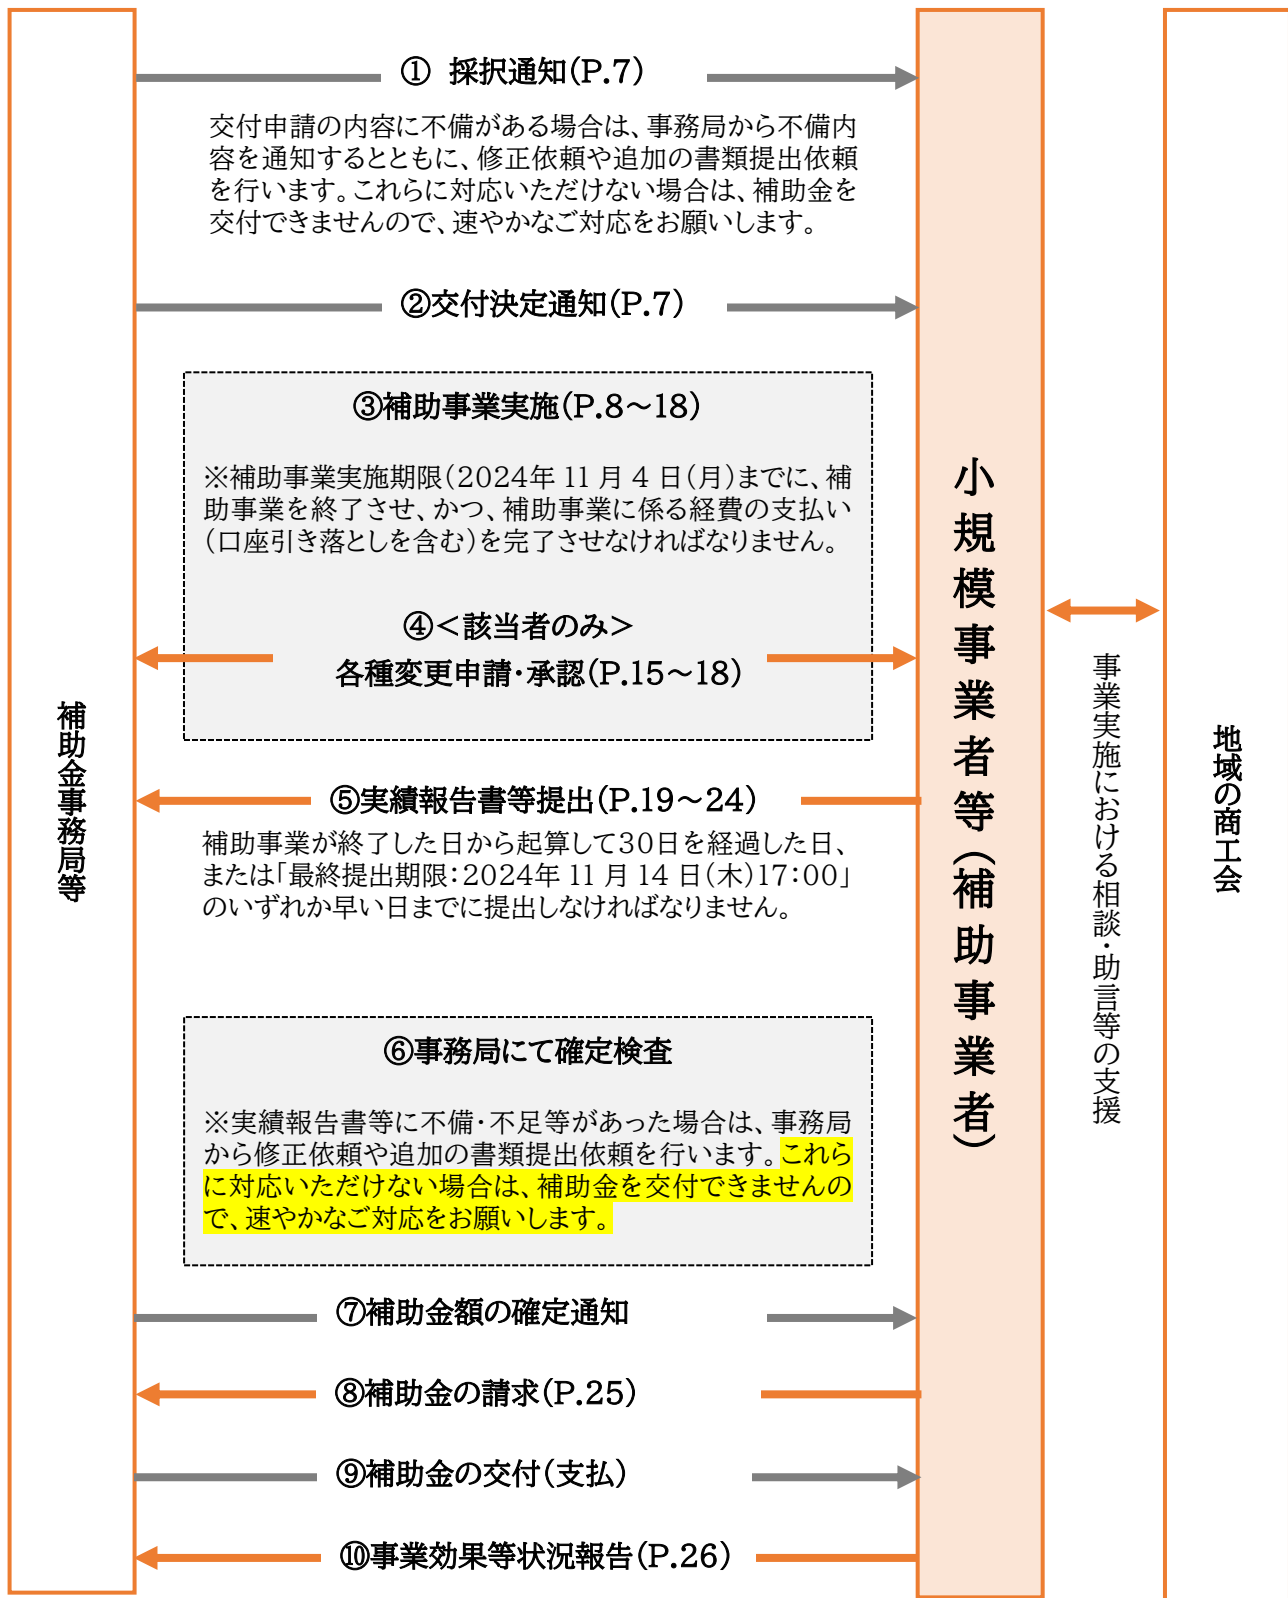 ① 採択通知(P.7)
交付申請の内容に不備がある場合は、事務局から不備内
容を通知するとともに、修正依頼や追加の書類提出依頼
を行います。これらに対応いただけない場合は、補助金を
交付できませんので、速やかなご対応をお願いします。
②交付決定通知(P.7)
③補助事業実施(P.8～18)
※補助事業実施期限(2024年 11 月 4 日(月)までに、補
助事業を終了させ、かつ、補助事業に係る経費の支払い
(口座引き落としを含む)を完了させなければなりません。
④＜該当者のみ＞
各種変更申請・承認(P.15～18)
⑤実績報告書等提出(P.19～24)
補助事業が終了した日から起算して30日を経過した日、
または「最終提出期限：2024年 11 月 14 日(木)17：00」
のいずれか早い日までに提出しなければなりません。
⑥事務局にて確定検査
※実績報告書等に不備・不足等があった場合は、事務局
から修正依頼や追加の書類提出依頼を行います。これら
に対応いただけない場合は、補助金を交付できませんの
で、速やかなご対応をお願いします。
⑦補助金額の確定通知
⑧補助金の請求(P.25)
⑨補助金の交付(支払)
⑩事業効果等状況報告(P.26)
補助金事務局等
小規模事業者等(補助事業者)
事業実施における相談・助言等の支援
地域の商工会